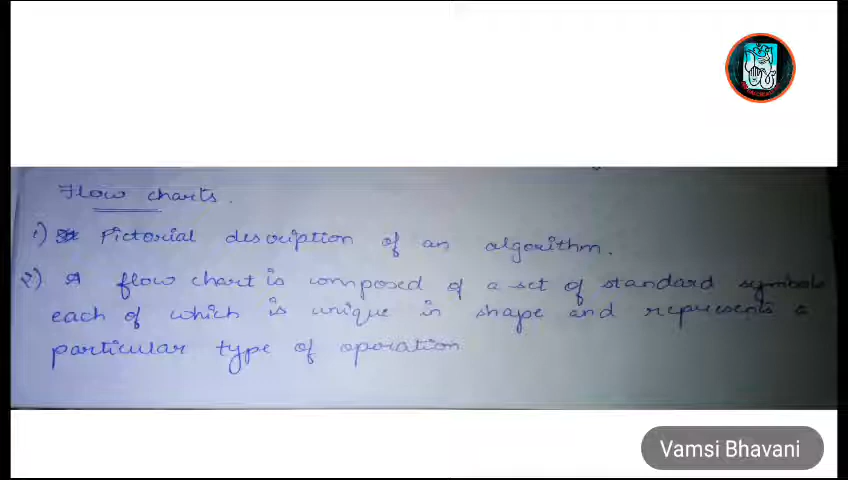 Flow charts.
1) Pictorial description of an algorithm.
2) A flow chart is composed of a set of standard symbols
each of which is unique in shape and represents a
particular type of operation
Vamsi Bhavani